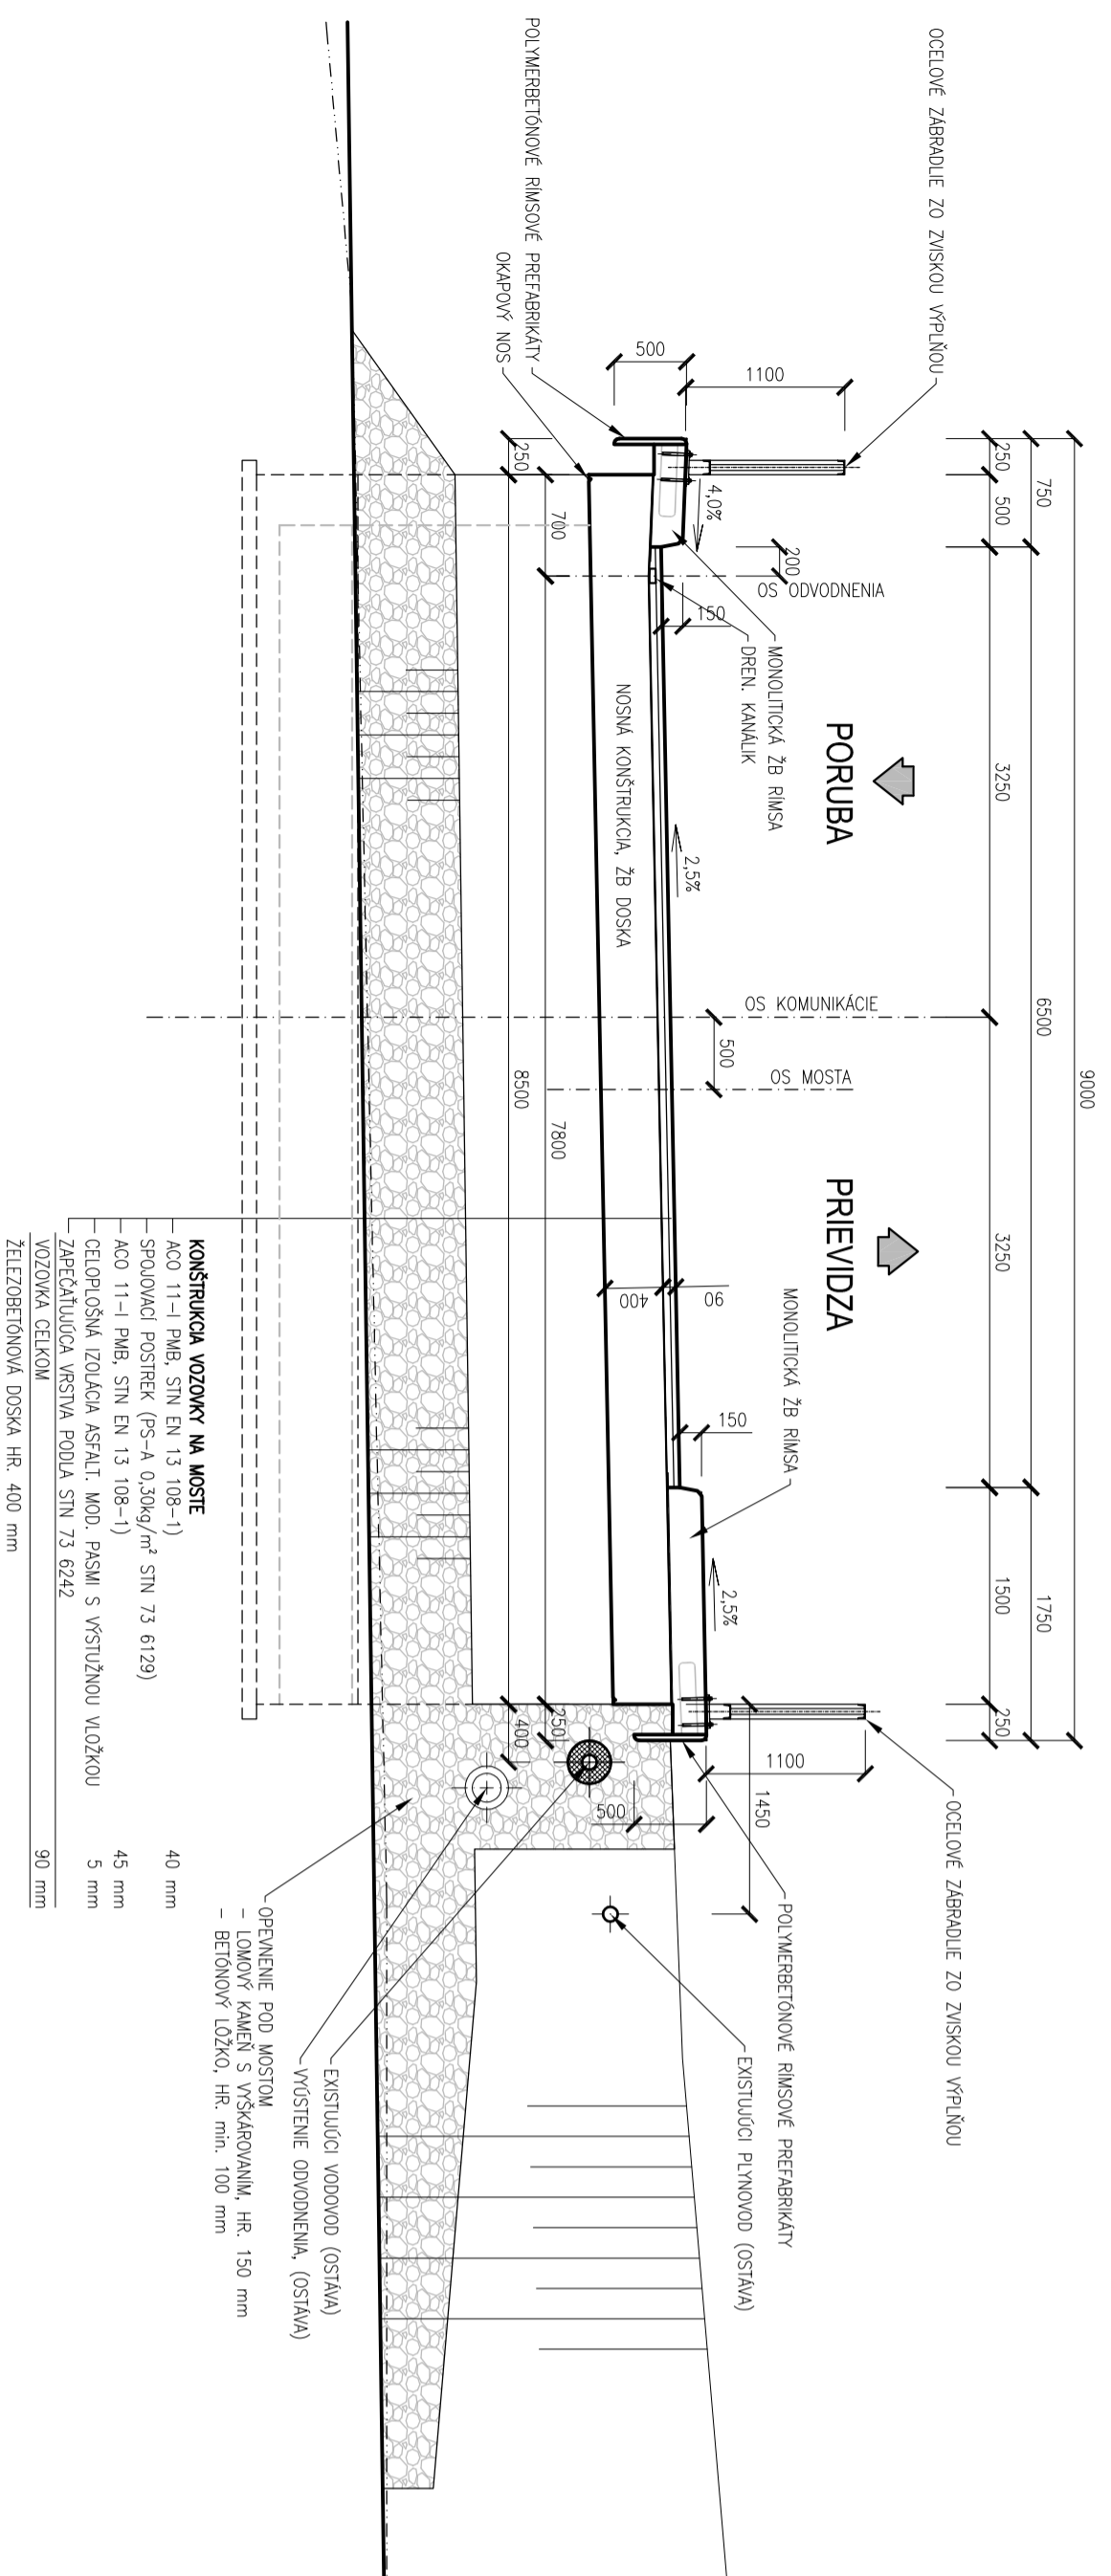 9000
750
6500
1750
250
500
3250
3250
1500
250
OCELOVÉ ZÁBRADLIE ZO ZVISKOU VÝPLŇOU
OCELOVÉ ZÁBRADLIE ZO ZVISKOU VÝPLŇOU
1100
500
PORUBA
PRIEVIDZA
OS ODVODNENIA
OS KOMUNIKÁCIE
OS MOSTA
200
500
1100
1450
4,0%
2,5%
2,5%
150
150
MONOLITICKÁ ŽB RÍMSA
DREN. KANÁLIK
MONOLITICKÁ ŽB RÍMSA
POLYMERBETÓNOVÉ RÍMSOVÉ PREFABRIKÁTY
OKAPOVÝ NOS
POLYMERBETÓNOVÉ RÍMSOVÉ PREFABRIKÁTY
EXISTUJÚCI PLYNOVOD (OSTÁVA)
NOSNÁ KONŠTRUKCIA, ŽB DOSKA
90
400
500
700
7800
250
250
8500
400
EXISTUJÚCI VODOVOD (OSTÁVA)
VYÚSTENIE ODVODNENIA, (OSTÁVA)
OPEVNENIE POD MOSTOM
– LOMOVÝ KAMEŇ S VYŠKÁROVANÍM, HR. 150 mm
– BETÓNOVÝ LÔŽKO, HR. min. 100 mm
KONŠTRUKCIA VOZOVKY NA MOSTE
ACO 11–I PMB, STN EN 13 108–1) 40 mm
SPOJOVACÍ POSTREK (PS–A 0,30kg/m² STN 73 6129)
ACO 11–I PMB, STN EN 13 108–1) 45 mm
CELOPLOŠNÁ IZOLÁCIA ASFALT. MOD. PASMI S VÝSTUŽNOU VLOŽKOU 5 mm
ZAPEČAŤUJÚCA VRSTVA PODLA STN 73 6242
VOZOVKA CELKOM 90 mm
ŽELEZOBETÓNOVÁ DOSKA HR. 400 mm